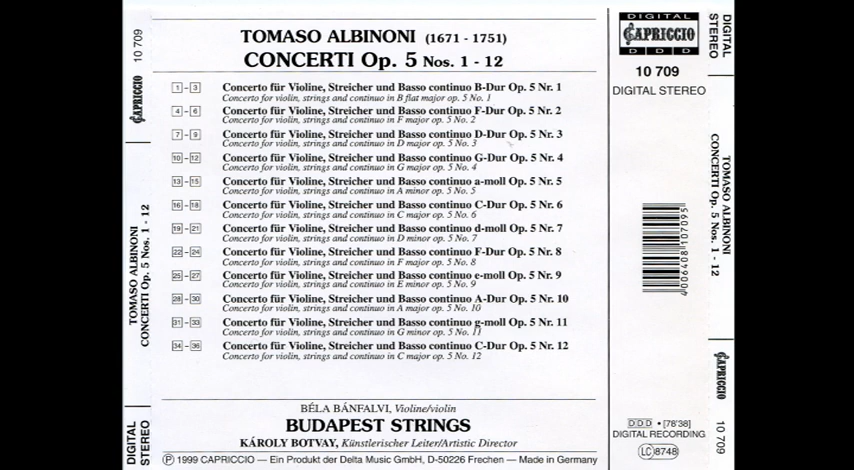 TOMASO ALBINONI (1671 - 1751)
CONCERTI Op. 5 Nos. 1 - 12
1 - 3 Concerto für Violine, Streicher und Basso continuo B-Dur Op. 5 Nr. 1
Concerto for violin, strings and continuo in B flat major op. 5 No. 1
4 - 6 Concerto für Violine, Streicher und Basso continuo F-Dur Op. 5 Nr. 2
Concerto for violin, strings and continuo in F major op. 5 No. 2
7 - 9 Concerto für Violine, Streicher und Basso continuo D-Dur Op. 5 Nr. 3
Concerto for violin, strings and continuo in D major op. 5 No. 3
10 - 12 Concerto für Violine, Streicher und Basso continuo G-Dur Op. 5 Nr. 4
Concerto for violin, strings and continuo in G major op. 5 No. 4
13 - 15 Concerto für Violine, Streicher und Basso continuo a-moll Op. 5 Nr. 5
Concerto for violin, strings and continuo in A minor op. 5 No. 5
16 - 18 Concerto für Violine, Streicher und Basso continuo C-Dur Op. 5 Nr. 6
Concerto for violin, strings and continuo in C major op. 5 No. 6
19 - 21 Concerto für Violine, Streicher und Basso continuo d-moll Op. 5 Nr. 7
Concerto for violin, strings and continuo in D minor op. 5 No. 7
22 - 24 Concerto für Violine, Streicher und Basso continuo F-Dur Op. 5 Nr. 8
Concerto for violin, strings and continuo in F major op. 5 No. 8
25 - 27 Concerto für Violine, Streicher und Basso continuo e-moll Op. 5 Nr. 9
Concerto for violin, strings and continuo in E minor op. 5 No. 9
28 - 30 Concerto für Violine, Streicher und Basso continuo A-Dur Op. 5 Nr. 10
Concerto for violin, strings and continuo in A minor op. 5 No. 10
31 - 33 Concerto für Violine, Streicher und Basso continuo g-moll Op. 5 Nr. 11
Concerto for violin, strings and continuo in G minor op. 5 No. 11
34 - 36 Concerto für Violine, Streicher und Basso continuo C-Dur Op. 5 Nr. 12
Concerto for violin, strings and continuo in C major op. 5 No. 12
BÉLA BÁNFALVI, Violine/violin
BUDAPEST STRINGS
KÁROLY BOTVAY, Künstlerischer Leiter/Artistic Director
℗ 1999 CAPRICCIO — Ein Produkt der Delta Music GmbH, D-50226 Frechen — Made in Germany
DIGITAL
CAPRICCIO
D D D
10 709
DIGITAL STEREO
4006408107095
DDD • [78'38]
DIGITAL RECORDING
LC 8748
CAPRICCIO 10 709
TOMASO ALBINONI
CONCERTI Op. 5 Nos. 1 - 12
DIGITAL
STEREO
DIGITAL
STEREO
TOMASO ALBINONI
CONCERTI Op. 5 Nos. 1 - 12
CAPRICCIO
10 709